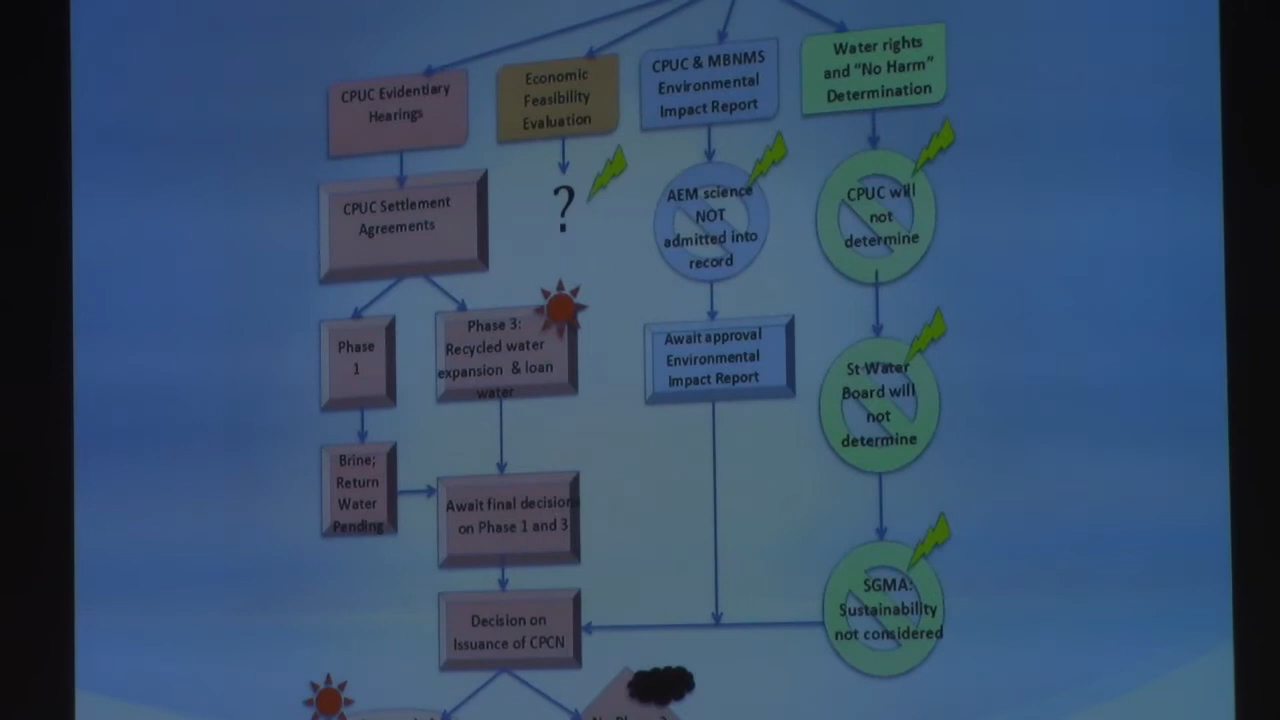 CPUC Evidentiary
Hearings
Economic
Feasibility
Evaluation
CPUC & MBNMS
Environmental
Impact Report
Water rights
and "No Harm"
Determination
CPUC Settlement
Agreements
?
AEM science
NOT
admitted into
record
CPUC will
not
determine
Phase
1
Phase 3:
Recycled water
expansion & loan
water
Await approval
Environmental
Impact Report
St Water
Board will
not
determine
Brine;
Return
Water
Pending
Await final decision
on Phase 1 and 3
Decision on
Issuance of CPCN
SGMA:
Sustainability
not considered